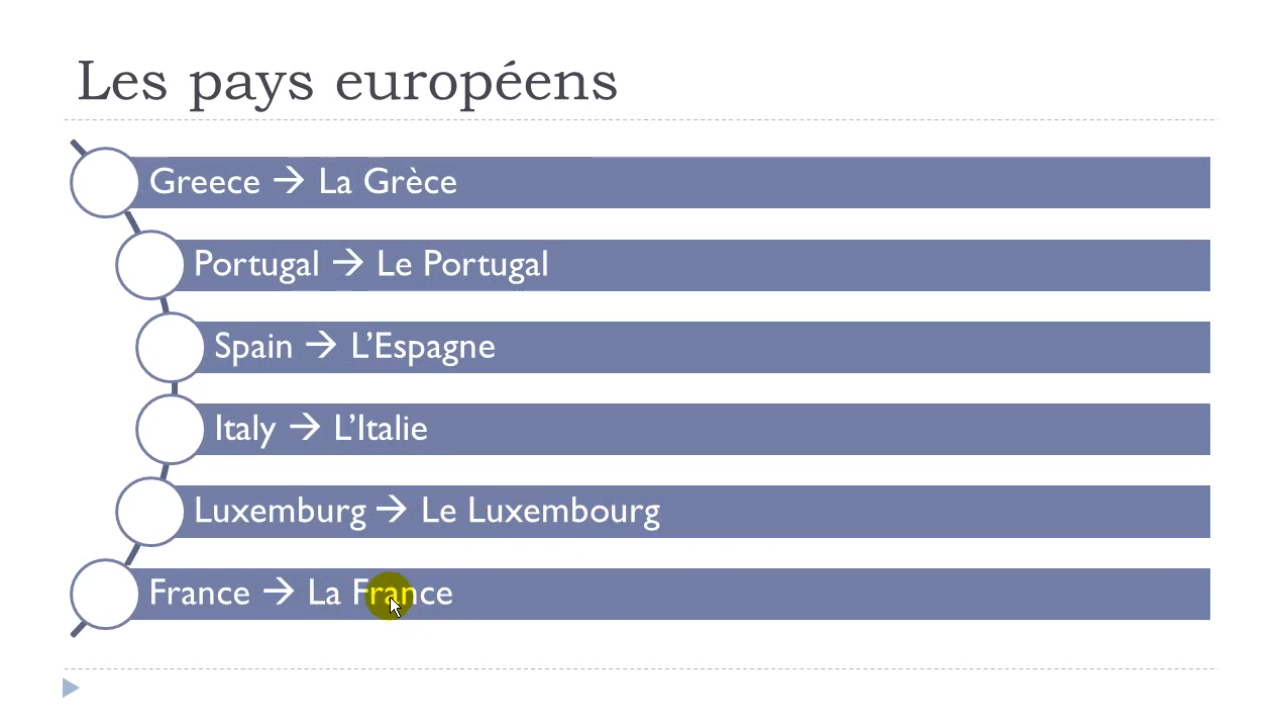 Les pays européens
Greece → La Grèce
Portugal → Le Portugal
Spain → L’Espagne
Italy → L’Italie
Luxemburg → Le Luxembourg
France → La France